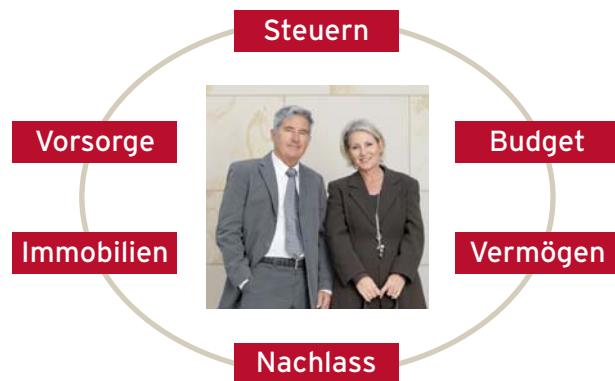 Steuern
Vorsorge
Budget
Immobilien
Vermögen
Nachlass